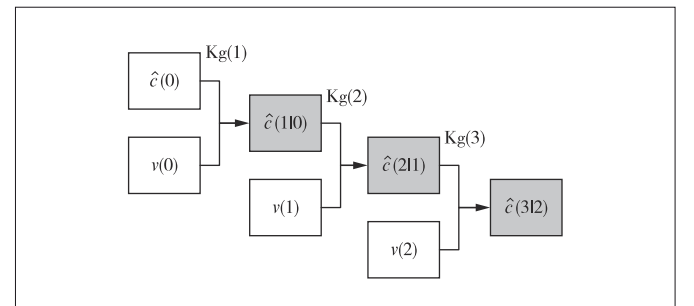 Kg(1)
ĉ(0)
Kg(2)
ĉ(1|0)
v(0)
Kg(3)
ĉ(2|1)
v(1)
ĉ(3|2)
v(2)